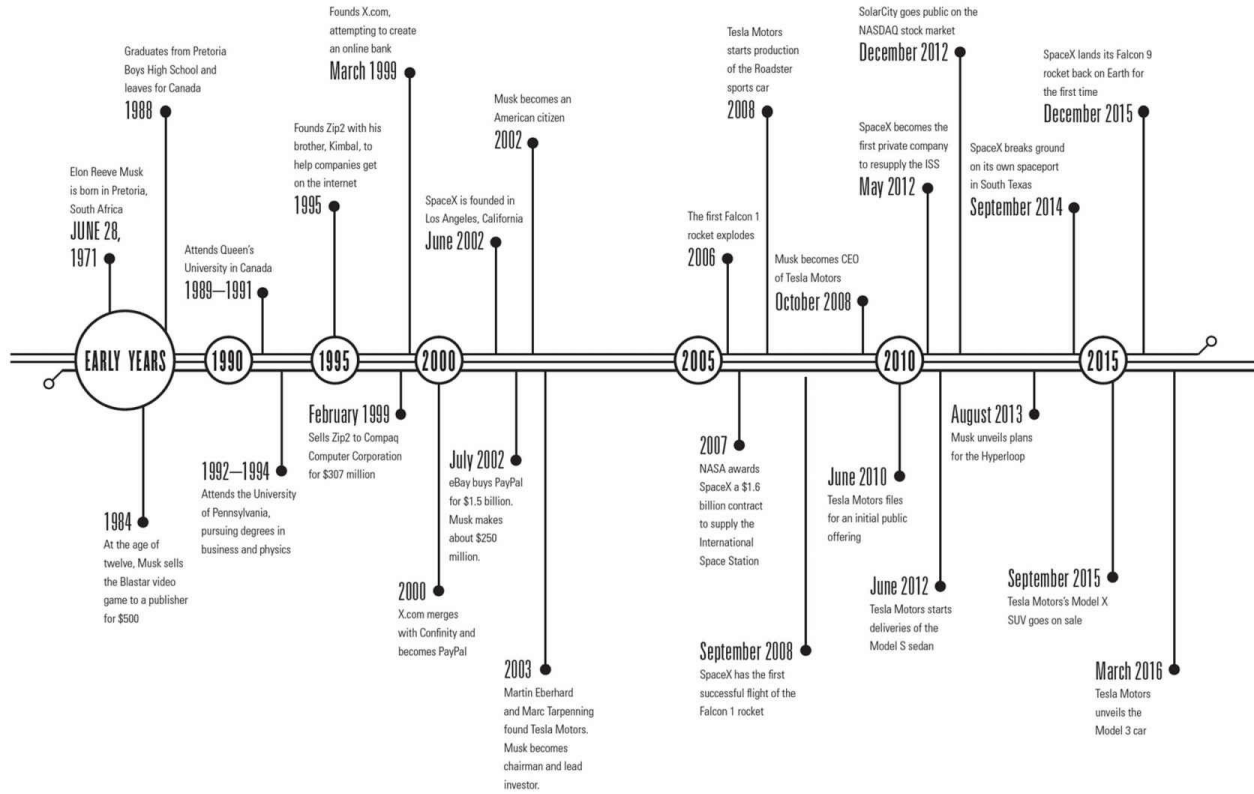 Elon Reeve Musk
is born in Pretoria,
South Africa
JUNE 28,
1971
Graduates from Pretoria
Boys High School and
leaves for Canada
1988
Attends Queen's
University in Canada
1989—1991
Founds Zip2 with his
brother, Kimbal, to
help companies get
on the internet
1995
Founds X.com,
attempting to create
an online bank
March 1999
SpaceX is founded in
Los Angeles, California
June 2002
Musk becomes an
American citizen
2002
The first Falcon 1
rocket explodes
2006
Tesla Motors
starts production
of the Roadster
sports car
2008
Musk becomes CEO
of Tesla Motors
October 2008
SpaceX becomes the
first private company
to resupply the ISS
May 2012
SolarCity goes public on the
NASDAQ stock market
December 2012
SpaceX breaks ground
on its own spaceport
in South Texas
September 2014
SpaceX lands its Falcon 9
rocket back on Earth for
the first time
December 2015
EARLY YEARS
1990
1995
2000
2005
2010
2015
1984
At the age of
twelve, Musk sells
the Blastar video
game to a publisher
for $500
1992—1994
Attends the University
of Pennsylvania,
pursuing degrees in
business and physics
February 1999
Sells Zip2 to Compaq
Computer Corporation
for $307 million
2000
X.com merges
with Confinity and
becomes PayPal
July 2002
eBay buys PayPal
for $1.5 billion.
Musk makes
about $250
million.
2003
Martin Eberhard
and Marc Tarpenning
found Tesla Motors.
Musk becomes
chairman and lead
investor.
2007
NASA awards
SpaceX a $1.6
billion contract
to supply the
International
Space Station
September 2008
SpaceX has the first
successful flight of the
Falcon 1 rocket
June 2010
Tesla Motors files
for an initial public
offering
June 2012
Tesla Motors starts
deliveries of the
Model S sedan
August 2013
Musk unveils plans
for the Hyperloop
September 2015
Tesla Motors's Model X
SUV goes on sale
March 2016
Tesla Motors
unveils the
Model 3 car